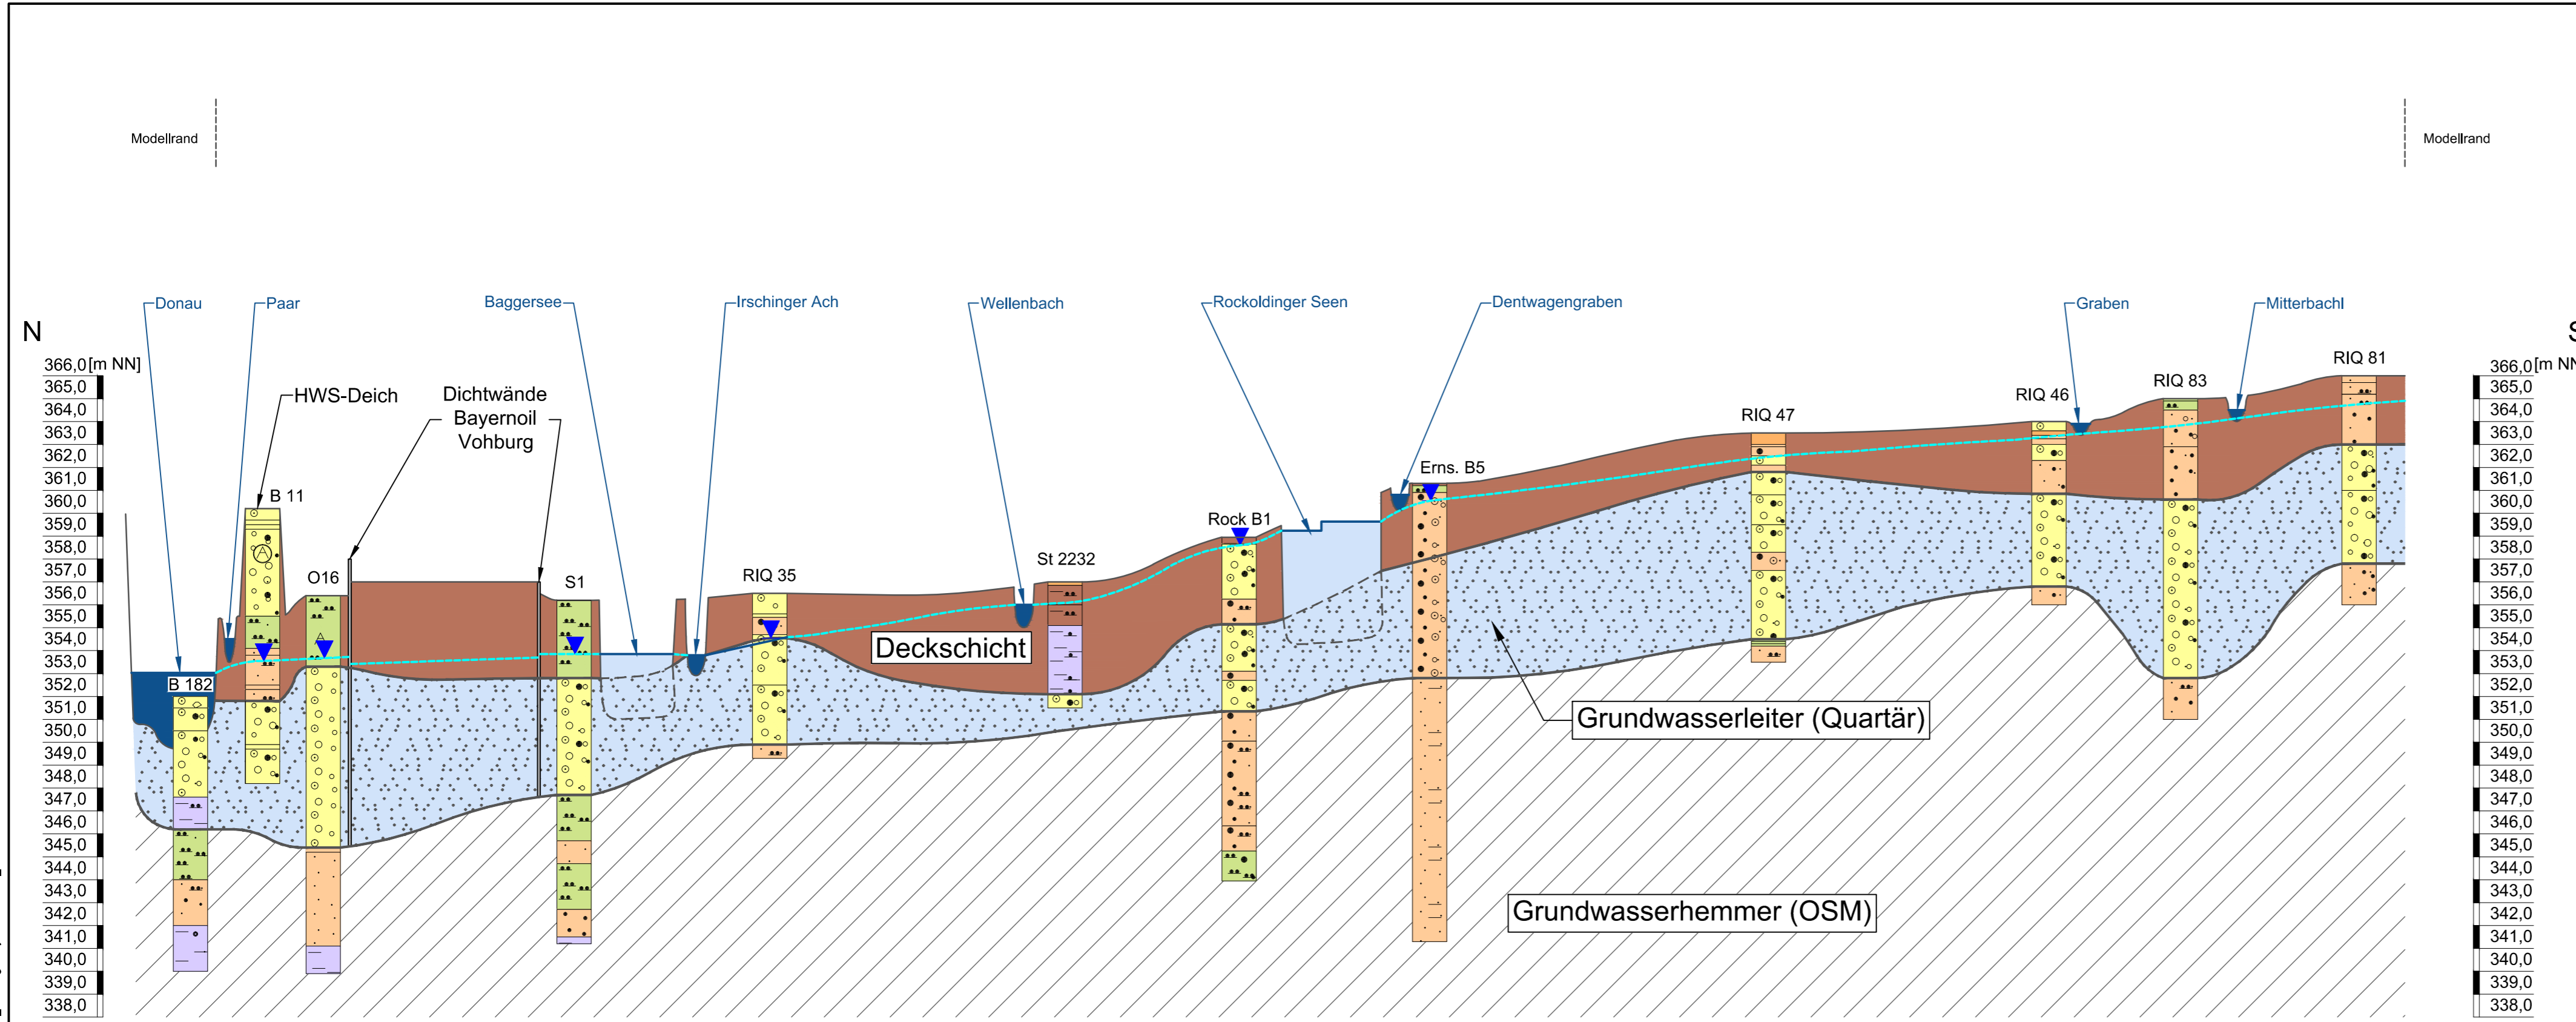 Modellrand
Modellrand
Donau
Paar
Baggersee
Irschinger Ach
Wellenbach
Rockoldinger Seen
Dentwagengraben
Graben
Mitterbachl
N
S
366,0 [m NN]
365,0
364,0
363,0
362,0
361,0
360,0
359,0
358,0
357,0
356,0
355,0
354,0
353,0
352,0
351,0
350,0
349,0
348,0
347,0
346,0
345,0
344,0
343,0
342,0
341,0
340,0
339,0
338,0
HWS-Deich
Dichtwände
Bayernoil
Vohburg
B 182
B 11
A
O16
S1
RIQ 35
St 2232
Rock B1
Erns. B5
RIQ 47
RIQ 46
RIQ 83
RIQ 81
Deckschicht
Grundwasserleiter (Quartär)
Grundwasserhemmer (OSM)
366,0 [m NN
365,0
364,0
363,0
362,0
361,0
360,0
359,0
358,0
357,0
356,0
355,0
354,0
353,0
352,0
351,0
350,0
349,0
348,0
347,0
346,0
345,0
344,0
343,0
342,0
341,0
340,0
339,0
338,0